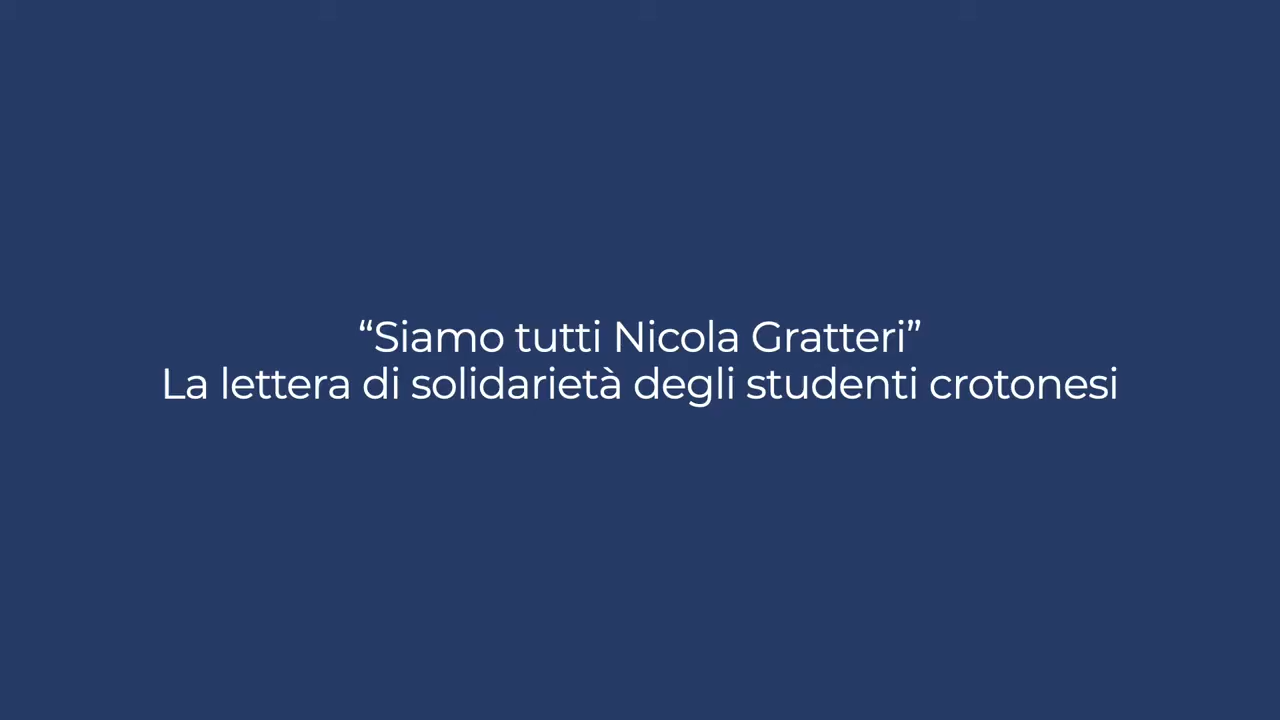 “Siamo tutti Nicola Gratteri”
La lettera di solidarietà degli studenti crotonesi